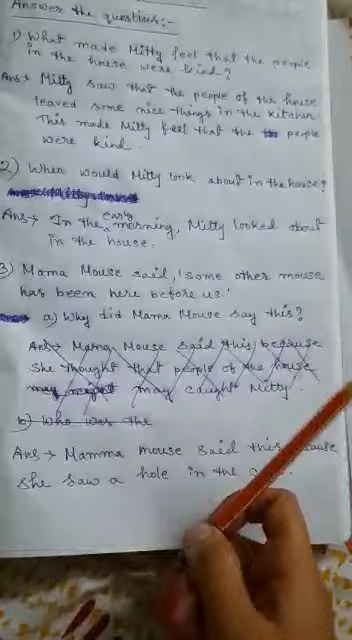 Answer the questions:-
1) What made Mitty feel that the people
in the house were kind?
Ans→ Mitty saw that the people of the house
leaved some nice things in the kitchen.
This made Mitty feel that the people
were kind.
2) When would Mitty look about in the house?
Ans→ In the early morning, Mitty looked about
in the house.
3) Mama Mouse said, 'some other mouse
has been here before us.'
a) Why did Mama Mouse say this?
Ans→ Mama Mouse said this because
she thought that people of the house
may caught Mitty.
b) Who was the
Ans→ Mamma mouse said this
she saw a hole in the